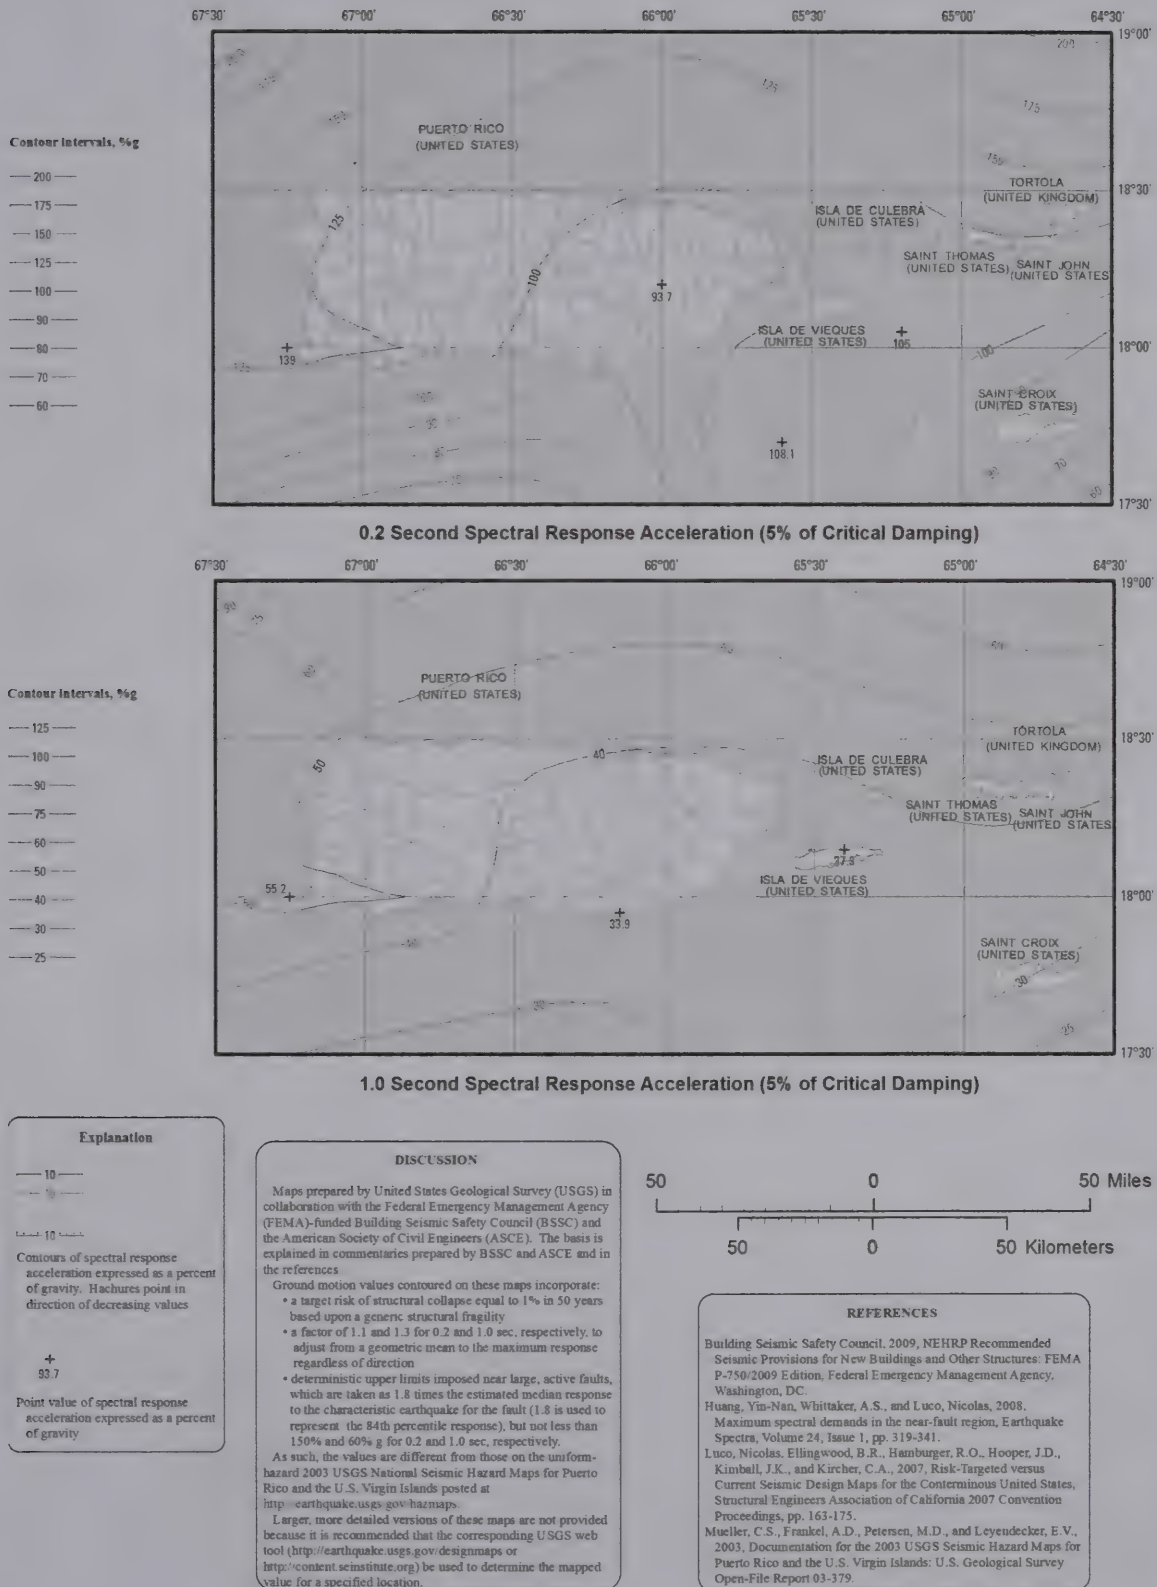 67°30' 67°00' 66°30' 66°00' 65°30' 65°00' 64°30'
19°00'
200
125
175
150
Contour Intervals, %g
200
175
150
125
100
90
80
70
60
PUERTO RICO
(UNITED STATES)
TORTOLA
(UNITED KINGDOM)
18°30'
ISLA DE CULEBRA
(UNITED STATES)
125
100
SAINT THOMAS
(UNITED STATES)
SAINT JOHN
(UNITED STATES
93.7
ISLA DE VIEQUES
(UNITED STATES)
105
139
18°00'
100
SAINT CROIX
(UNITED STATES)
108.1
70
60
17°30'
0.2 Second Spectral Response Acceleration (5% of Critical Damping)
67°30' 67°00' 66°30' 66°00' 65°30' 65°00' 64°30'
19°00'
Contour Intervals, %g
125
100
90
75
60
50
40
30
25
PUERTO RICO
(UNITED STATES)
TORTOLA
(UNITED KINGDOM)
18°30'
50
40
ISLA DE CULEBRA
(UNITED STATES)
SAINT THOMAS
(UNITED STATES)
SAINT JOHN
(UNITED STATES
37.9
ISLA DE VIEQUES
(UNITED STATES)
55.2
18°00'
33.9
SAINT CROIX
(UNITED STATES)
30
25
17°30'
1.0 Second Spectral Response Acceleration (5% of Critical Damping)
Explanation
10
10
10
Contours of spectral response
acceleration expressed as a percent
of gravity. Hachures point in
direction of decreasing values
+
93.7
Point value of spectral response
acceleration expressed as a percent
of gravity
DISCUSSION
Maps prepared by United States Geological Survey (USGS) in
collaboration with the Federal Emergency Management Agency
(FEMA)-funded Building Seismic Safety Council (BSSC) and
the American Society of Civil Engineers (ASCE). The basis is
explained in commentaries prepared by BSSC and ASCE and in
the references
Ground motion values contoured on these maps incorporate:
• a target risk of structural collapse equal to 1% in 50 years
based upon a generic structural fragility
• a factor of 1.1 and 1.3 for 0.2 and 1.0 sec, respectively, to
adjust from a geometric mean to the maximum response
regardless of direction
• deterministic upper limits imposed near large, active faults,
which are taken as 1.8 times the estimated median response
to the characteristic earthquake for the fault (1.8 is used to
represent the 84th percentile response), but not less than
150% and 60% g for 0.2 and 1.0 sec, respectively.
As such, the values are different from those on the uniform-
hazard 2003 USGS National Seismic Hazard Maps for Puerto
Rico and the U.S. Virgin Islands posted at
http earthquake.usgs gov hazmaps.
Larger, more detailed versions of these maps are not provided
because it is recommended that the corresponding USGS web
tool (http://earthquake.usgs.gov/designmaps or
http://content.seinstitute.org) be used to determine the mapped
value for a specified location.
50 0 50 Miles
50 0 50 Kilometers
REFERENCES
Building Seismic Safety Council, 2009, NEHRP Recommended
Seismic Provisions for New Buildings and Other Structures: FEMA
P-750/2009 Edition, Federal Emergency Management Agency,
Washington, DC.
Huang, Yin-Nan, Whittaker, A.S., and Luco, Nicolas, 2008,
Maximum spectral demands in the near-fault region, Earthquake
Spectra, Volume 24, Issue 1, pp. 319-341.
Luco, Nicolas, Ellingwood, B.R., Hamburger, R.O., Hooper, J.D.,
Kimball, J.K., and Kircher, C.A., 2007, Risk-Targeted versus
Current Seismic Design Maps for the Conterminous United States,
Structural Engineers Association of California 2007 Convention
Proceedings, pp. 163-175.
Mueller, C.S., Frankel, A.D., Petersen, M.D., and Leyendecker, E.V.,
2003, Documentation for the 2003 USGS Seismic Hazard Maps for
Puerto Rico and the U.S. Virgin Islands: U.S. Geological Survey
Open-File Report 03-379.